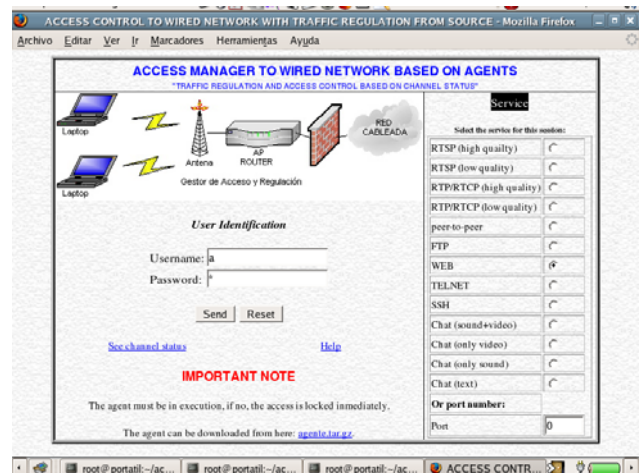 ACCESS CONTROL TO WIRED NETWORK WITH TRAFFIC REGULATION FROM SOURCE - Mozilla Firefox
Archivo Editar Ver Ir Marcadores Herramientas Ayuda
ACCESS MANAGER TO WIRED NETWORK BASED ON AGENTS
"TRAFFIC REGULATION AND ACCESS CONTROL BASED ON CHANNEL STATUS"
Laptop
Laptop
Antena
AP
ROUTER
RED
CABLEADA
Gestor de Acceso y Regulación
User Identification
Username: a
Password: *
Send Reset
See channel status Help
IMPORTANT NOTE
The agent must be in execution, if no, the access is locked inmediately.
The agent can be downloaded from here: agente.tar.gz.
Service
Select the service for this session:
RTSP (high quality)
RTSP (low quality)
RTP/RTCP (high quality)
RTP/RTCP (low quality)
peer-to-peer
FTP
WEB
TELNET
SSH
Chat (sound+video)
Chat (only video)
Chat (only sound)
Chat (text)
Or port number:
Port 0
root@portatil:~/ac... root@portatil:~/ac... root@portatil:~/ac... ACCESS CONTR...